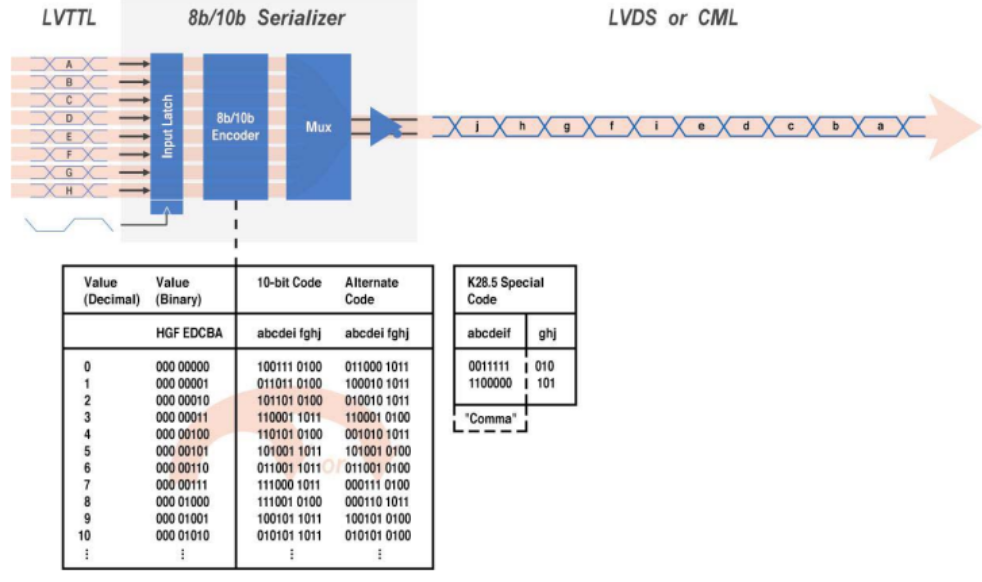 LVTTL 8b/10b Serializer LVDS or CML
A
B
C
D
E
F
G
H
Input Latch
8b/10b
Encoder
Mux
j h g f i e d c b a
Value Value 10-bit Code Alternate
(Decimal) (Binary) Code
HGF EDCBA abcdei fghj abcdei fghj
0 000 00000 100111 0100 011000 1011
1 000 00001 011011 0100 100010 1011
2 000 00010 101101 0100 010010 1011
3 000 00011 110001 1011 110001 0100
4 000 00100 110101 0100 001010 1011
5 000 00101 101001 1011 101001 0100
6 000 00110 011001 1011 011001 0100
7 000 00111 111000 1011 000111 0100
8 000 01000 111001 0100 000110 1011
9 000 01001 100101 1011 100101 0100
10 000 01010 010101 1011 010101 0100
⋮ ⋮ ⋮ ⋮
or
K28.5 Special
Code
abcdeif ghj
0011111 010
1100000 101
"Comma"